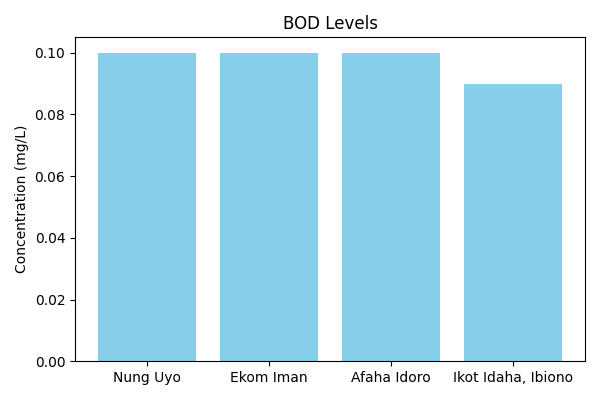 BOD Levels
Concentration (mg/L)
0.10
0.08
0.06
0.04
0.02
0.00
Nung Uyo
Ekom Iman
Afaha Idoro
Ikot Idaha, Ibiono